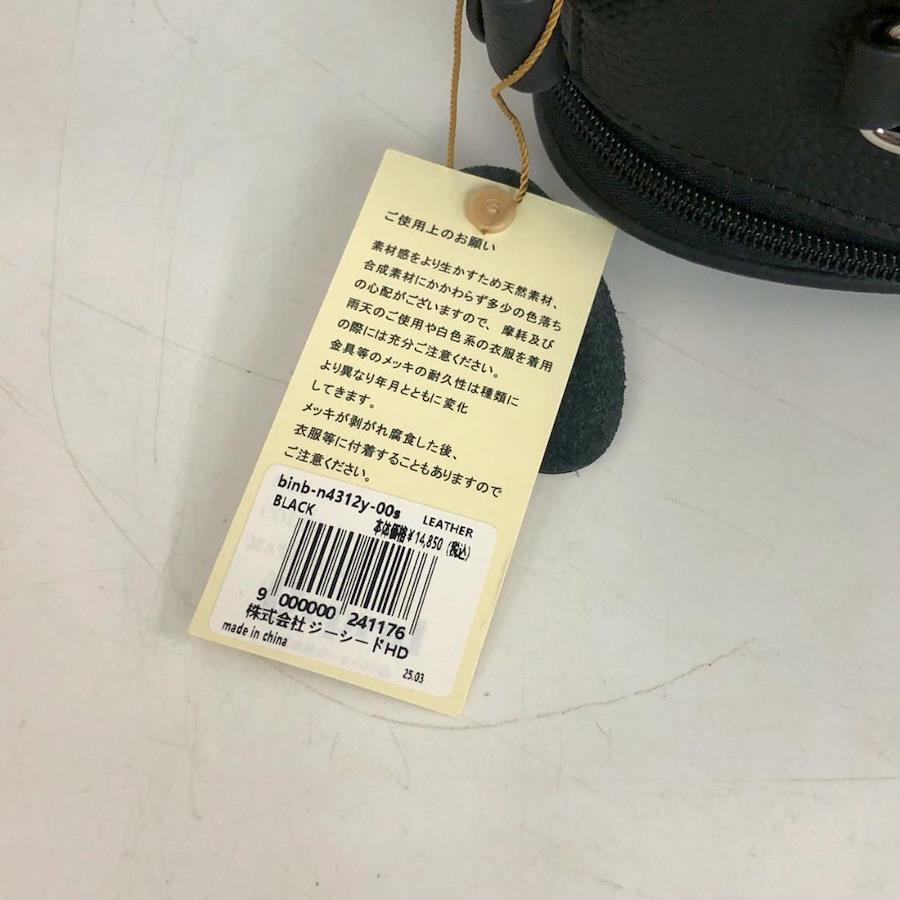 ご使用上のお願い
素材感をより生かすため天然素材、
合成素材にかかわらず多少の色落ち
の心配がございますので、摩耗及び
雨天のご使用や白色系の衣服を着用
の際には充分ご注意ください。
金具等のメッキの耐久性は種類に
より異なり年月とともに変化
してきます。
メッキが剥がれ腐食した後、
衣服等に付着することもありますので
ご注意ください。
binb-n4312y-00s
BLACK LEATHER
本体価格¥14,850 (税込)
9 000000 241176
株式会社ジーシードHD
made in china
25.03